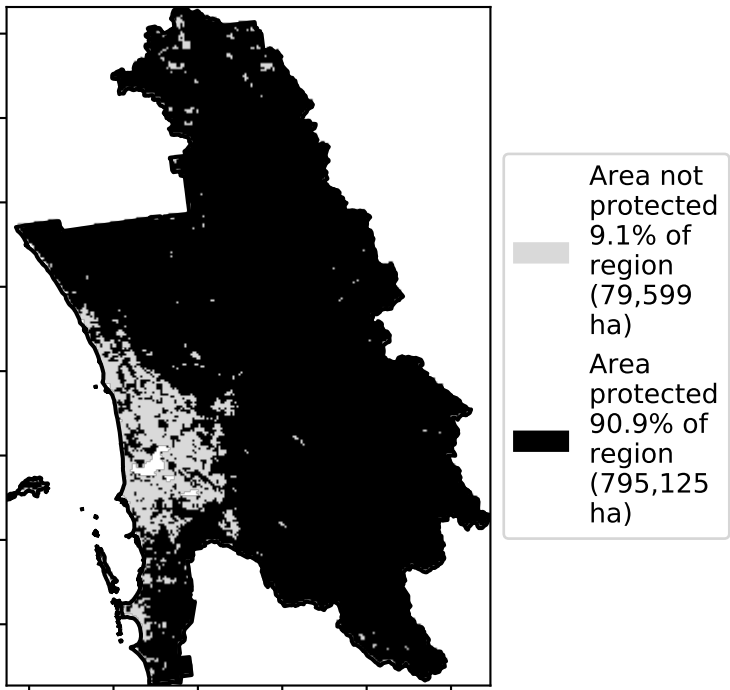 Area not
protected
9.1% of
region
(79,599
ha)
Area
protected
90.9% of
region
(795,125
ha)